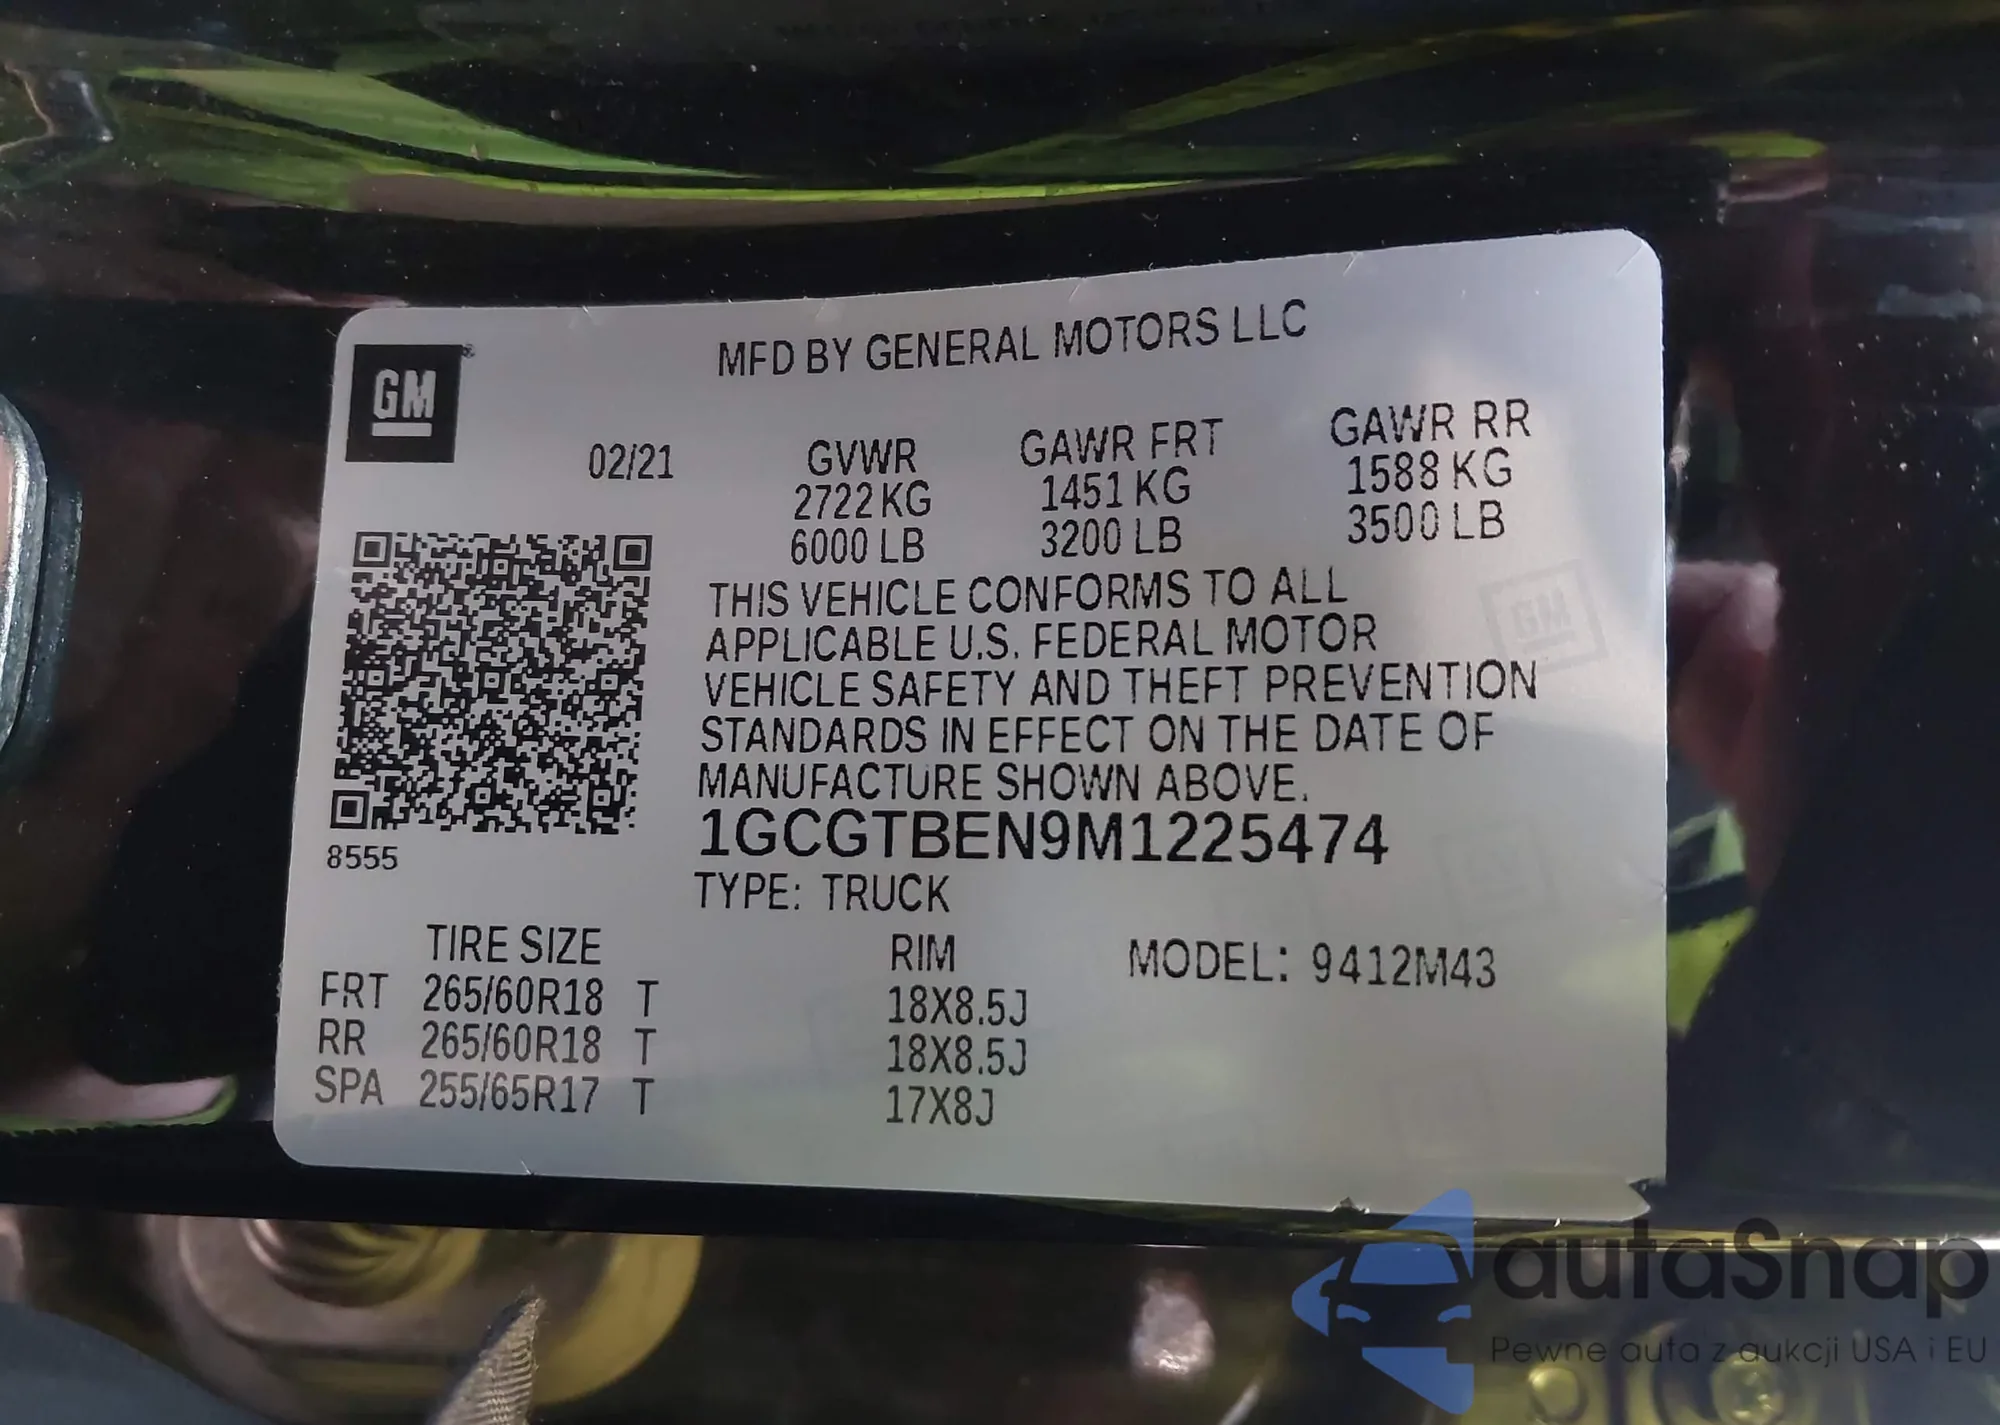 MFD BY GENERAL MOTORS LLC
GM
02/21 GVWR GAWR FRT GAWR RR
2722 KG 1451 KG 1588 KG
6000 LB 3200 LB 3500 LB
THIS VEHICLE CONFORMS TO ALL
APPLICABLE U.S. FEDERAL MOTOR
VEHICLE SAFETY AND THEFT PREVENTION
STANDARDS IN EFFECT ON THE DATE OF
MANUFACTURE SHOWN ABOVE.
1GCGTBEN9M1225474
8555
TYPE: TRUCK
TIRE SIZE RIM MODEL: 9412M43
FRT 265/60R18 T 18X8.5J
RR 265/60R18 T 18X8.5J
SPA 255/65R17 T 17X8J
GM
autaSnap
Pewne auta z aukcji USA i EU